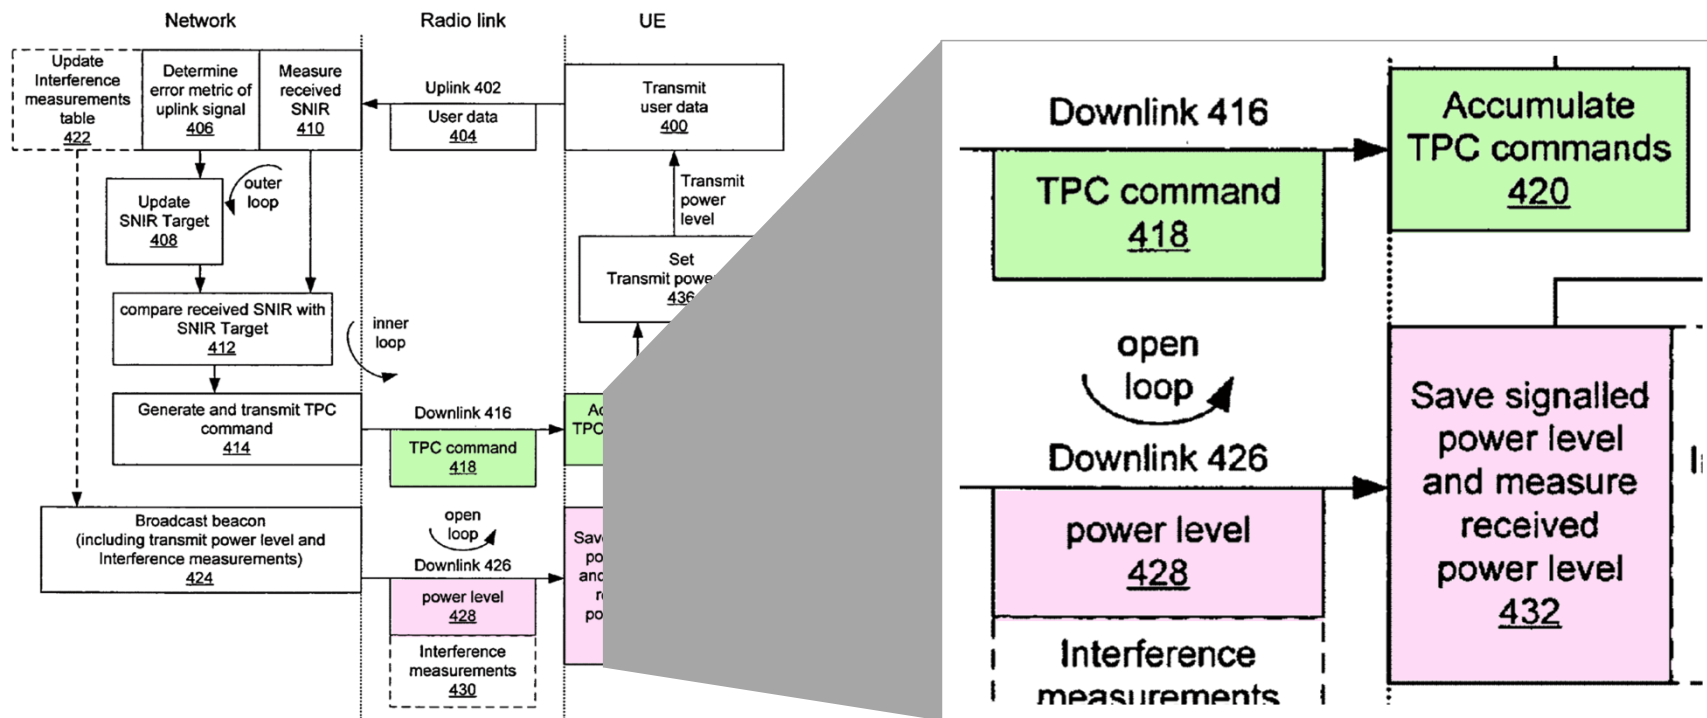 Network
Radio link
UE
Update
Interference
measurements
table
422
Determine
error metric of
uplink signal
406
Measure
received
SNIR
410
Uplink 402
User data
404
Transmit
user data
400
outer
loop
Update
SNIR Target
408
Transmit
power
level
Set
Transmit power
436
compare received SNIR with
SNIR Target
412
inner
loop
Generate and transmit TPC
command
414
Downlink 416
TPC command
418
TPC
Broadcast beacon
(including transmit power level and
Interference measurements)
424
open
loop
Downlink 426
power level
428
Interference
measurements
430
Downlink 416
TPC command
418
Accumulate
TPC commands
420
open
loop
Downlink 426
power level
428
Interference
measurements
Save signalled
power level
and measure
received
power level
432